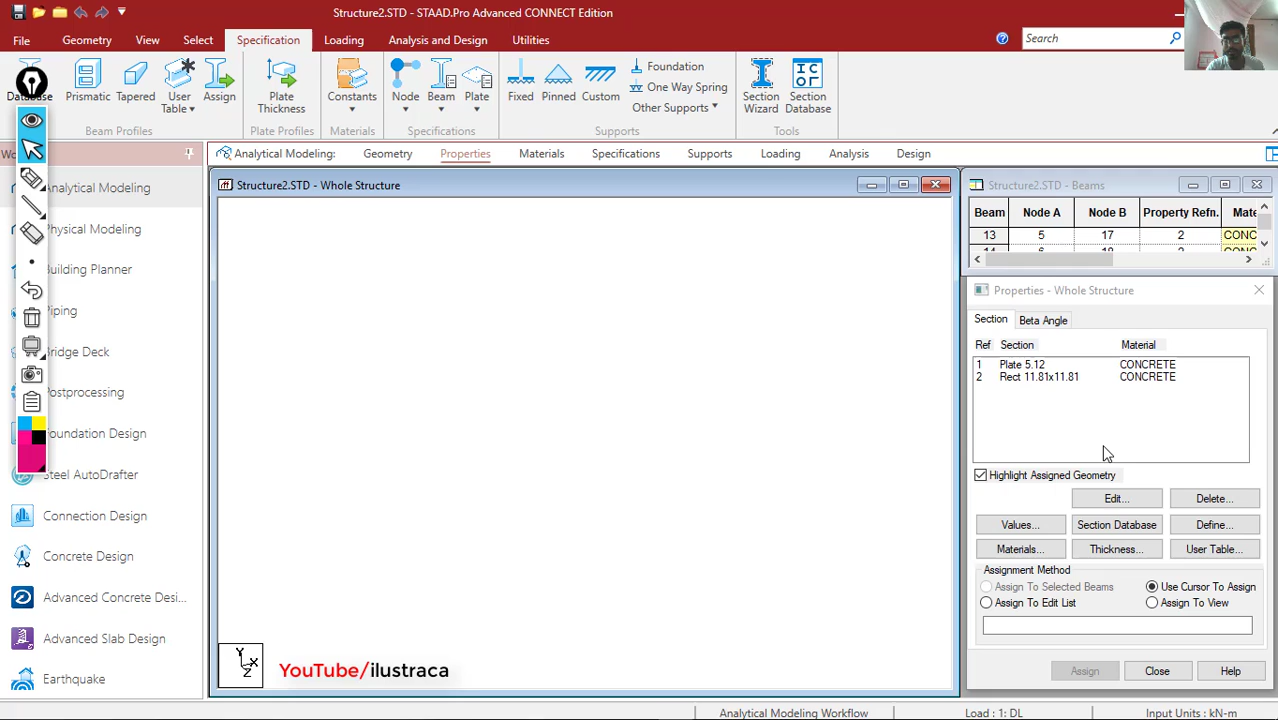 Structure2.STD - STAAD.Pro Advanced CONNECT Edition
File Geometry View Select Specification Loading Analysis and Design Utilities Search
Prismatic Tapered User Table Assign
Beam Profiles
Plate Thickness
Plate Profiles
Constants
Materials
Node Beam Plate
Specifications
Fixed Pinned Custom Foundation One Way Spring Other Supports
Supports
Section Wizard Section Database
Tools
Analytical Modeling: Geometry Properties Materials Specifications Supports Loading Analysis Design
Analytical Modeling
Physical Modeling
Building Planner
Piping
Bridge Deck
Postprocessing
Foundation Design
Steel AutoDrafter
Connection Design
Concrete Design
Advanced Concrete Desi...
Advanced Slab Design
Earthquake
Structure2.STD - Whole Structure
Y
X
Z
YouTube/ilustraca
Structure2.STD - Beams
Beam Node A Node B Property Refn. Mate
13 5 17 2 CONC
Properties - Whole Structure
Section Beta Angle
Ref Section Material
1 Plate 5.12 CONCRETE
2 Rect 11.81x11.81 CONCRETE
Highlight Assigned Geometry
Edit... Delete...
Values... Section Database Define...
Materials... Thickness... User Table...
Assignment Method
Assign To Selected Beams Use Cursor To Assign
Assign To Edit List Assign To View
Assign Close Help
Analytical Modeling Workflow Load : 1: DL Input Units : kN-m